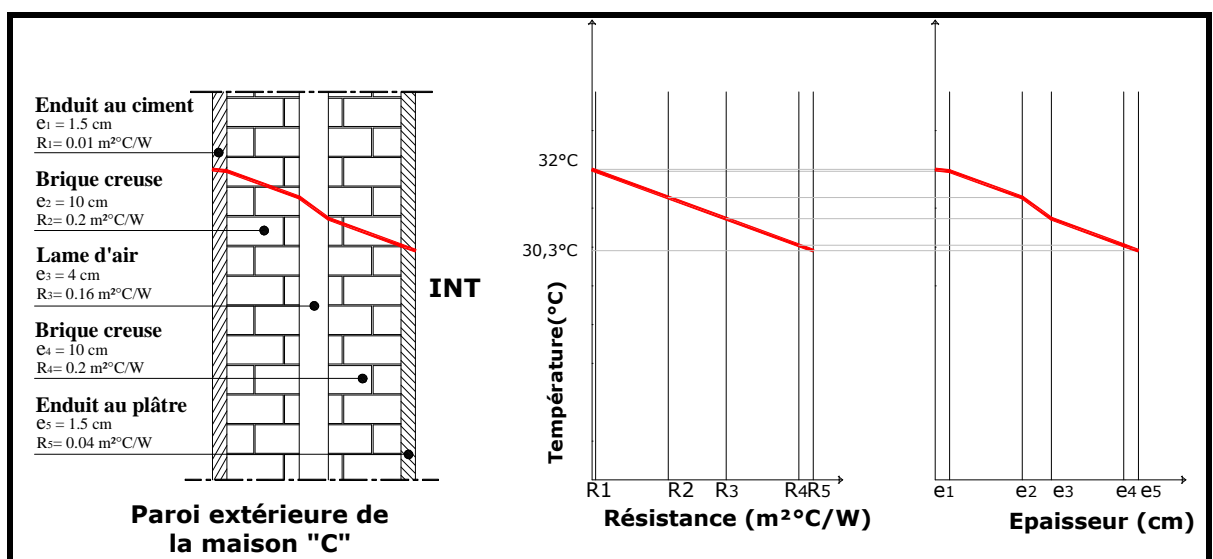 Enduit au ciment
e1 = 1.5 cm
R1= 0.01 m²°C/W
Brique creuse
e2 = 10 cm
R2= 0.2 m²°C/W
Lame d'air
e3 = 4 cm
R3= 0.16 m²°C/W
Brique creuse
e4 = 10 cm
R4= 0.2 m²°C/W
Enduit au plâtre
e5 = 1.5 cm
R5= 0.04 m²°C/W
INT
Paroi extérieure de
la maison "C"
Température(°C)
32°C
30,3°C
R1 R2 R3 R4 R5
Résistance (m²°C/W)
e1 e2 e3 e4 e5
Epaisseur (cm)